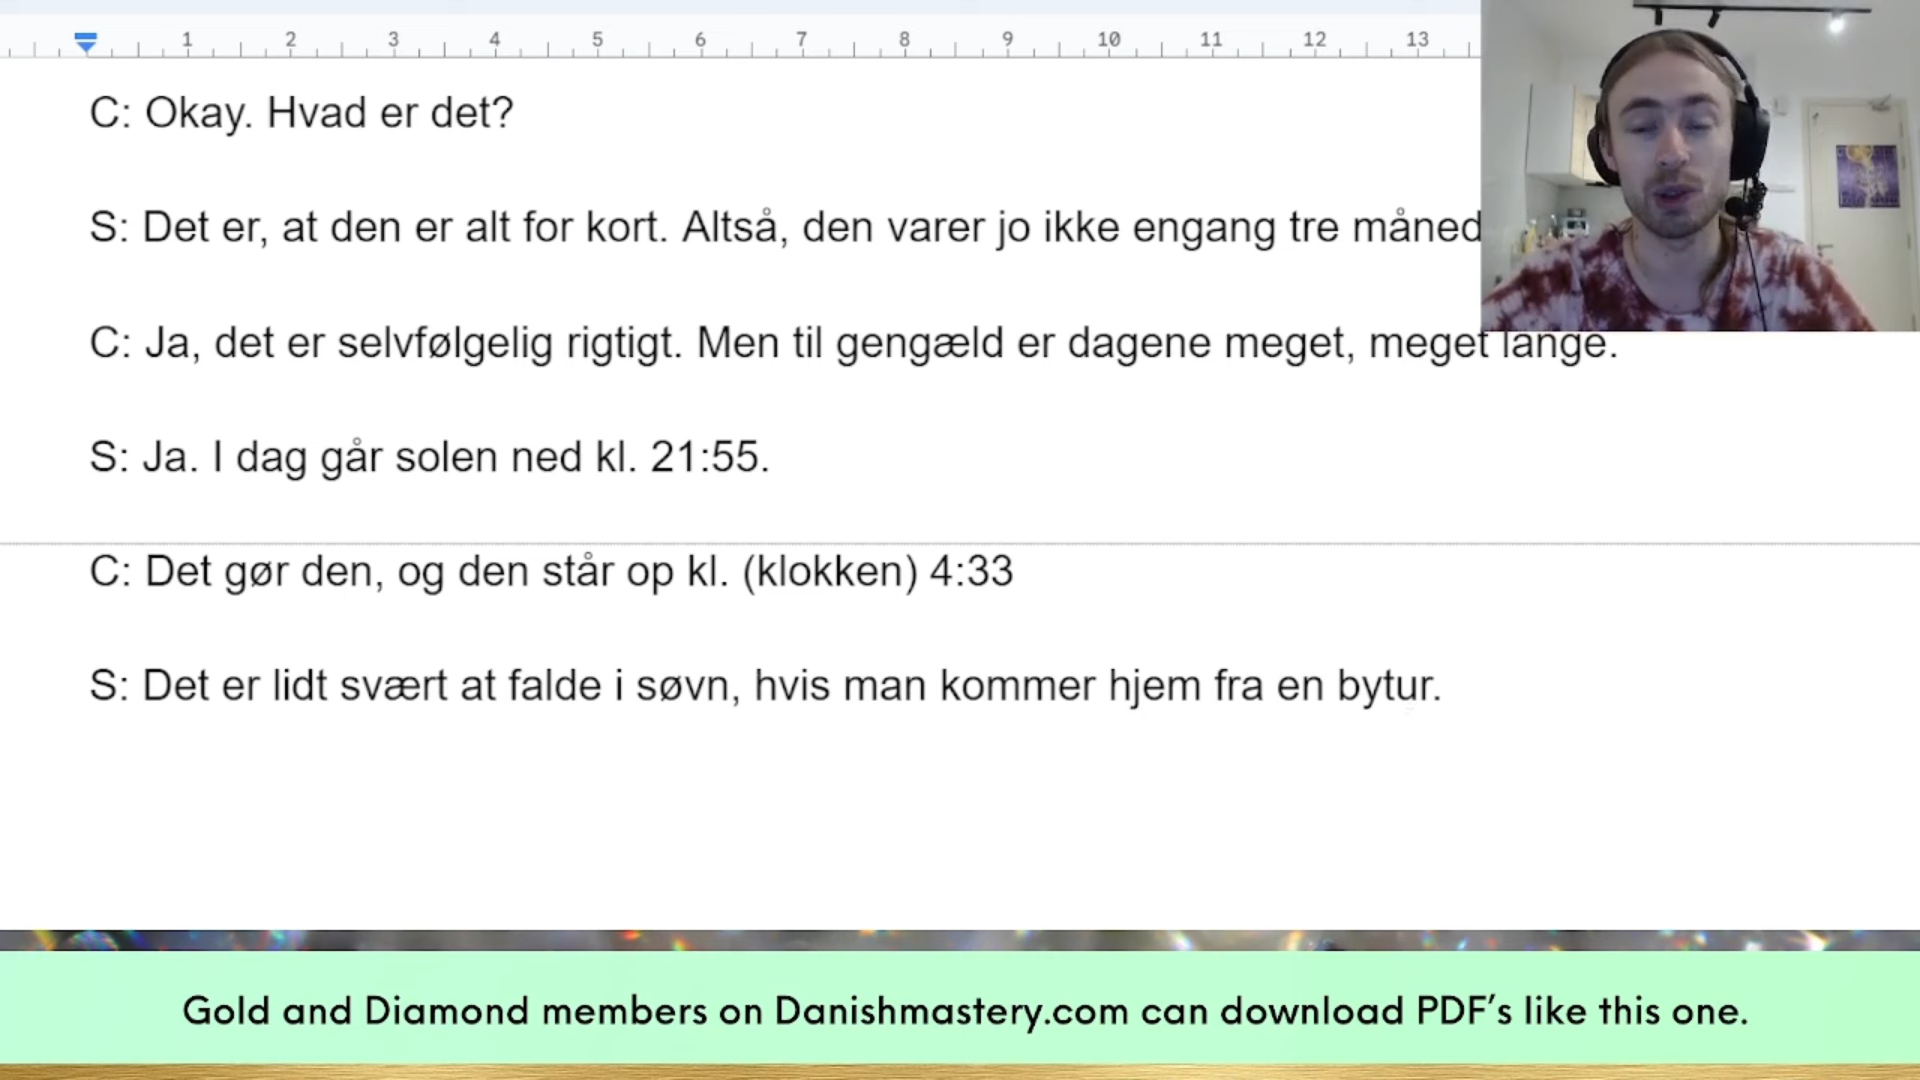 1 2 3 4 5 6 7 8 9 10 11 12 13
C: Okay. Hvad er det?
S: Det er, at den er alt for kort. Altså, den varer jo ikke engang tre måned
C: Ja, det er selvfølgelig rigtigt. Men til gengæld er dagene meget, meget lange.
S: Ja. I dag går solen ned kl. 21:55.
C: Det gør den, og den står op kl. (klokken) 4:33
S: Det er lidt svært at falde i søvn, hvis man kommer hjem fra en bytur.
Gold and Diamond members on Danishmastery.com can download PDF’s like this one.